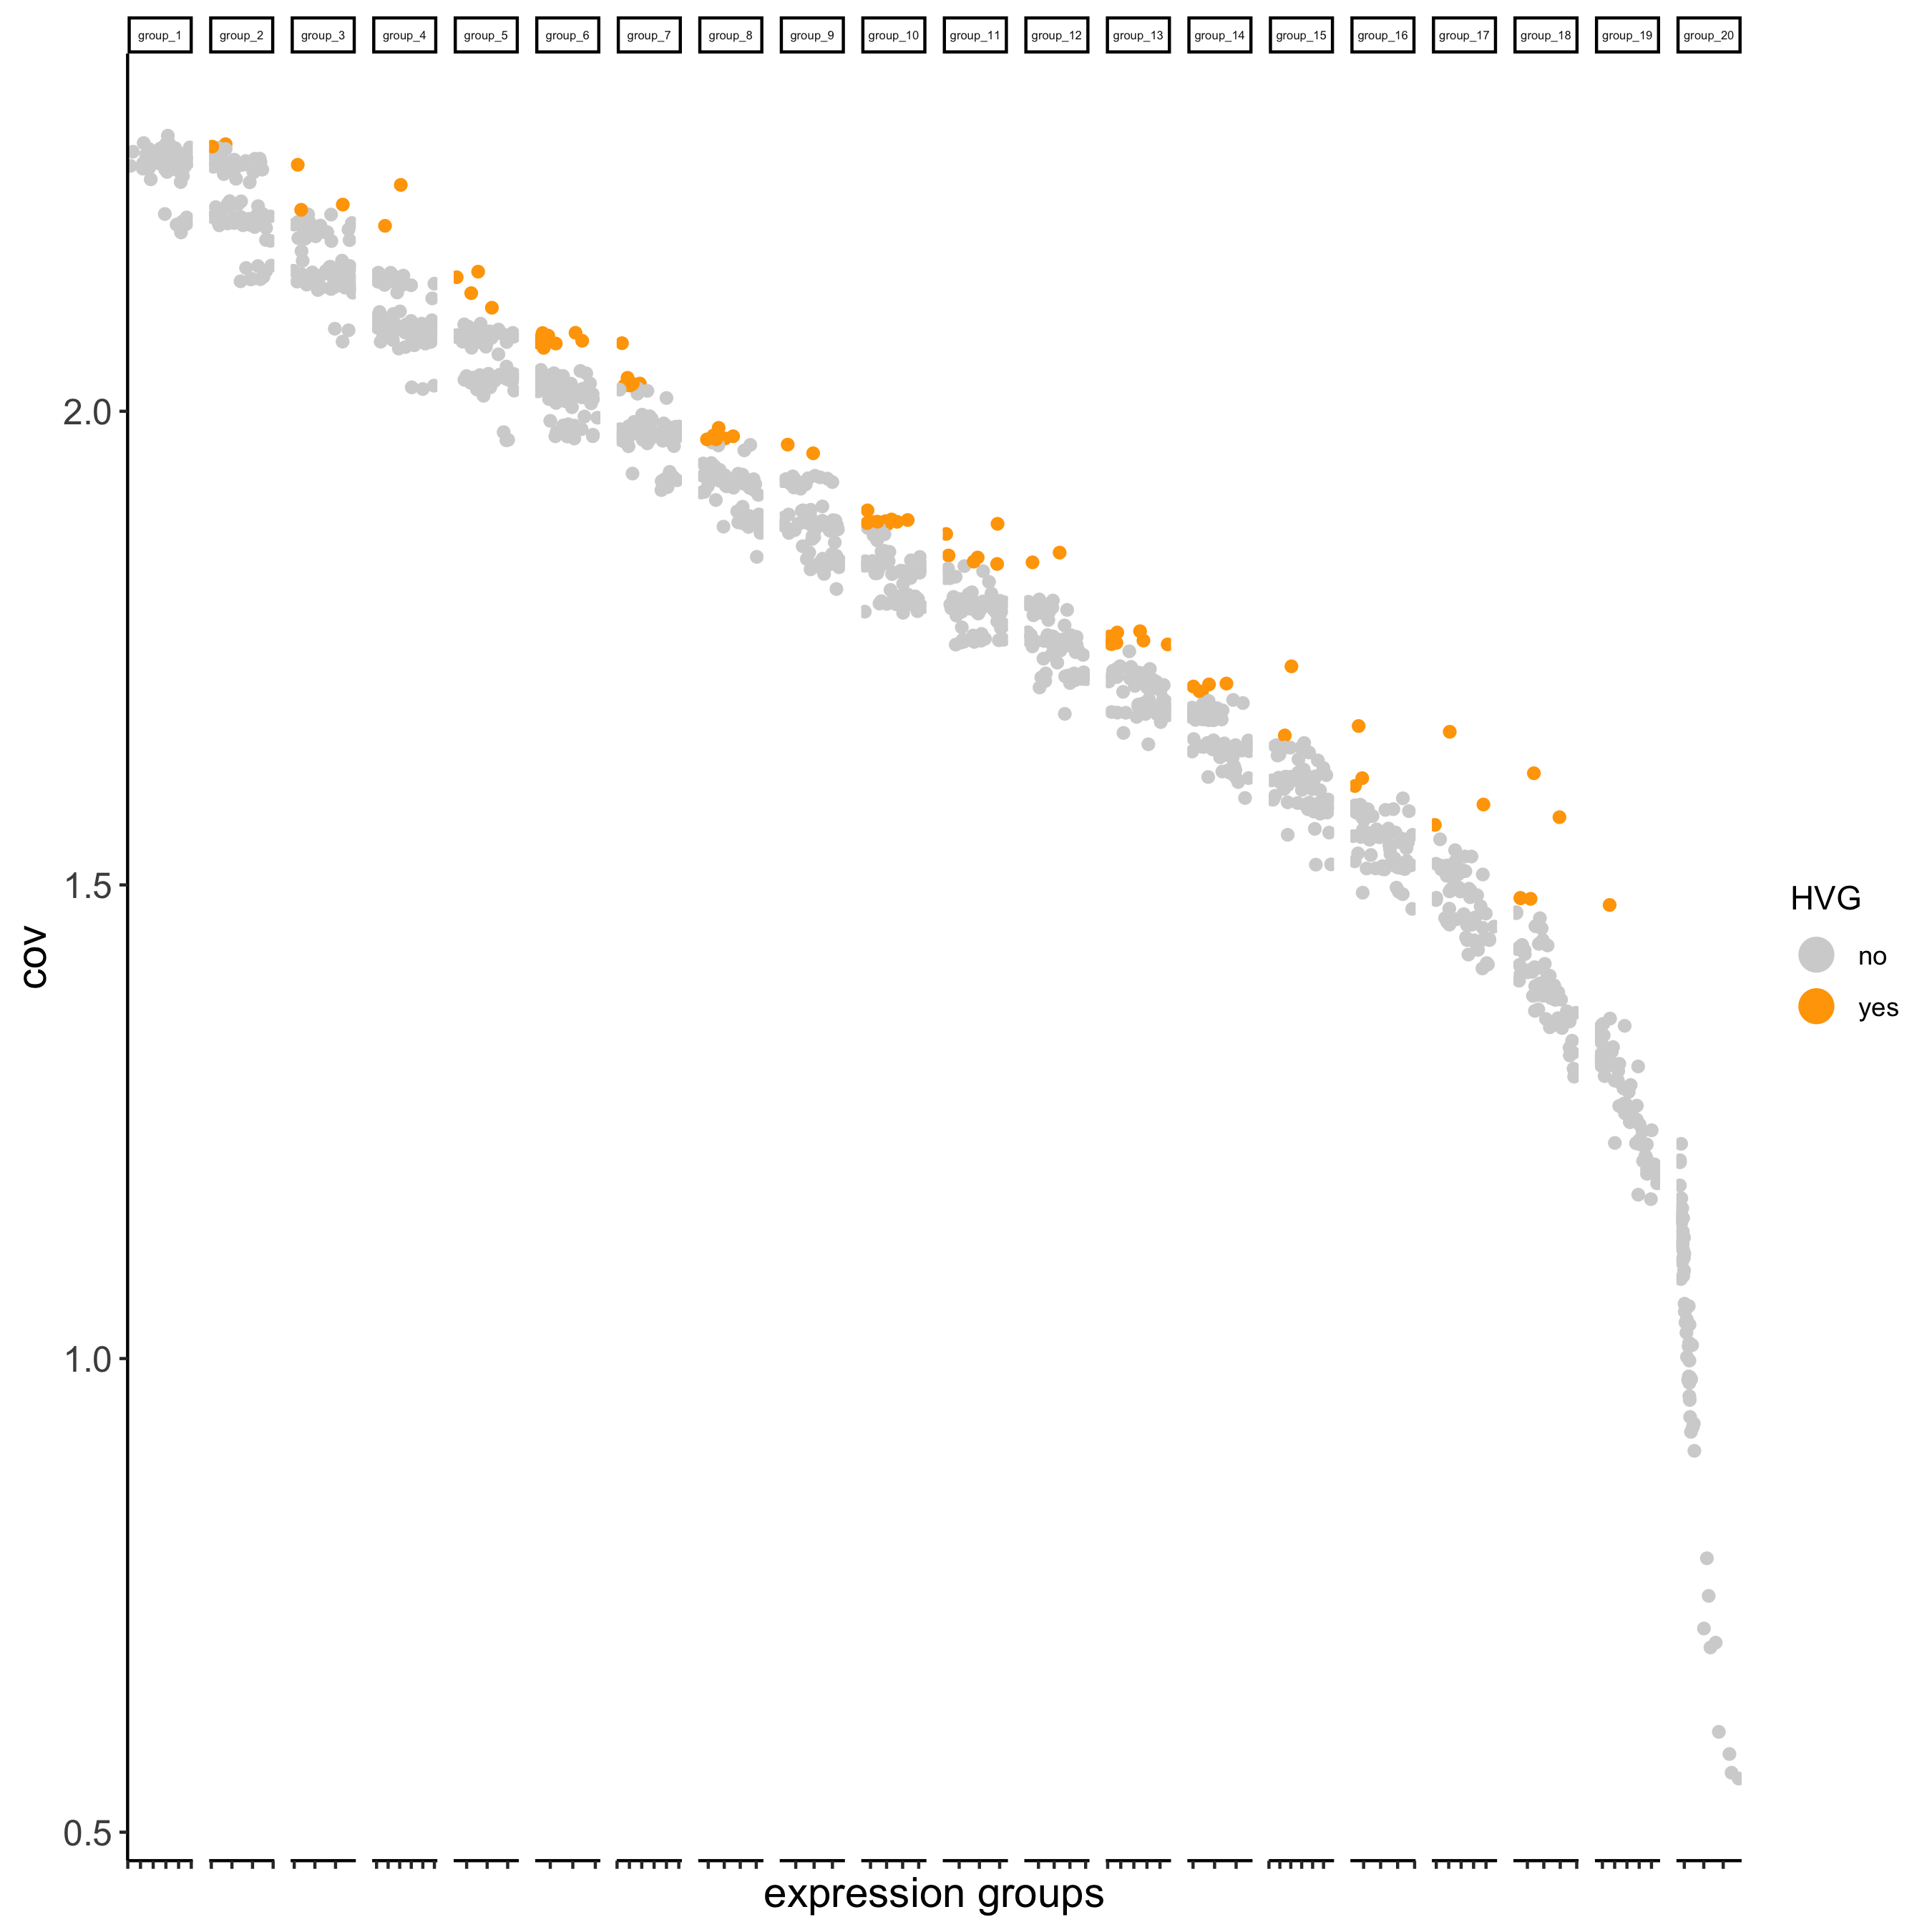 group_1 group_2 group_3 group_4 group_5 group_6 group_7 group_8 group_9 group_10 group_11 group_12 group_13 group_14 group_15 group_16 group_17 group_18 group_19 group_20
2.0
1.5
1.0
0.5
cov
expression groups
HVG
no
yes